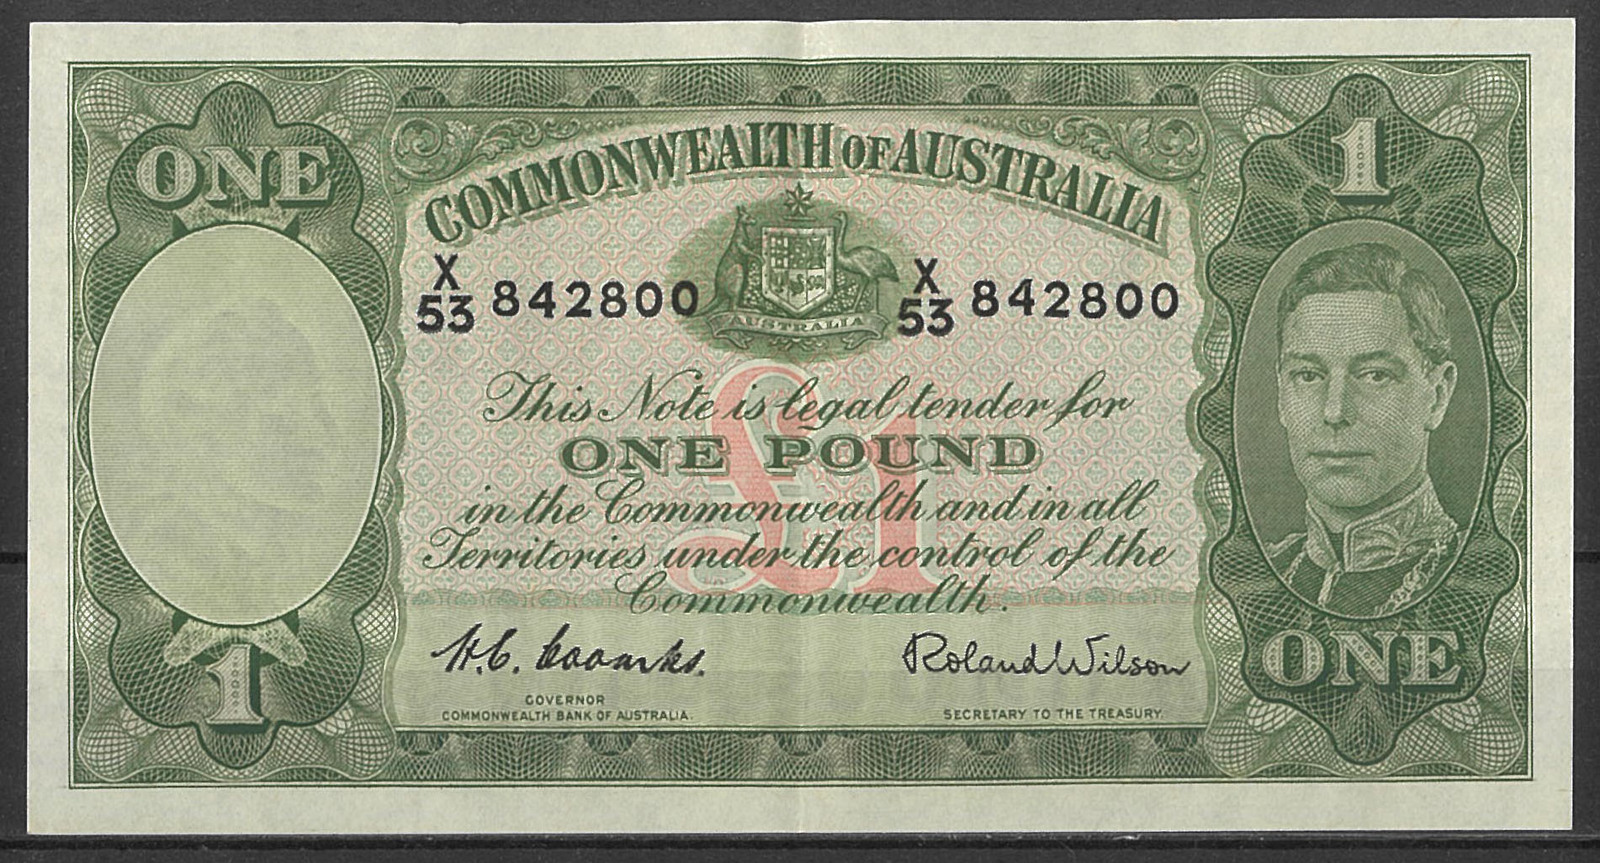 ONE
1
COMMONWEALTH OF AUSTRALIA
X
53 842800
X
53 842800
AUSTRALIA
This Note is legal tender for
ONE POUND
in the Commonwealth and in all
Territories under the control of the
Commonwealth.
£1
H.C. Coombs.
Roland Wilson
GOVERNOR
COMMONWEALTH BANK OF AUSTRALIA.
SECRETARY TO THE TREASURY.
1
ONE